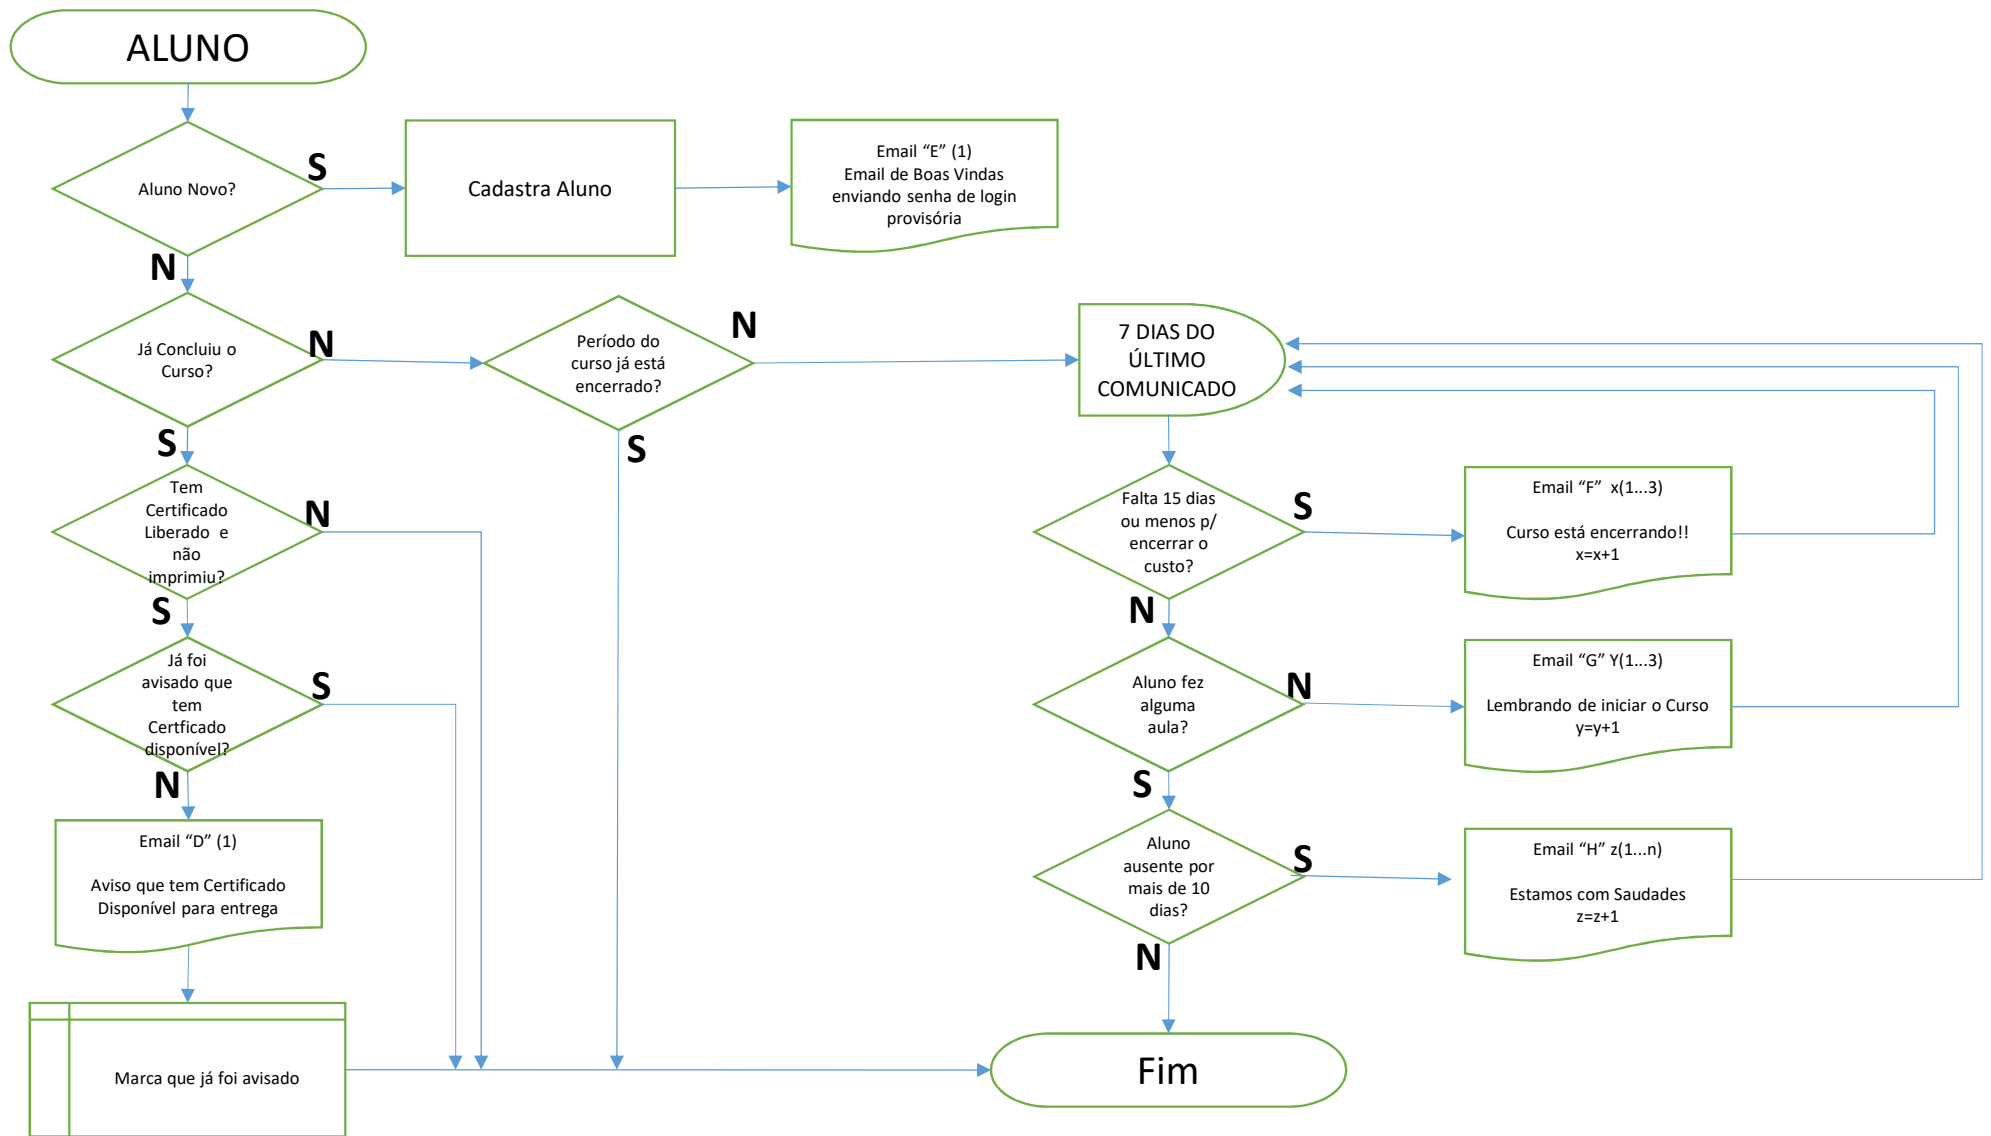 ALUNO
Aluno Novo?
S
Cadastra Aluno
Email “E” (1)
Email de Boas Vindas
enviando senha de login
provisória
N
Já Concluiu o
Curso?
N
Período do
curso já está
encerrado?
N
7 DIAS DO
ÚLTIMO
COMUNICADO
S
S
Tem
Certificado
Liberado e
não
imprimiu?
N
Falta 15 dias
ou menos p/
encerrar o
custo?
S
Email “F” x(1...3)
Curso está encerrando!!
x=x+1
S
N
Já foi
avisado que
tem
Certficado
disponível?
S
Aluno fez
alguma
aula?
N
Email “G” Y(1...3)
Lembrando de iniciar o Curso
y=y+1
N
S
Email “D” (1)
Aviso que tem Certificado
Disponível para entrega
Aluno
ausente por
mais de 10
dias?
S
Email “H” z(1...n)
Estamos com Saudades
z=z+1
N
Marca que já foi avisado
Fim